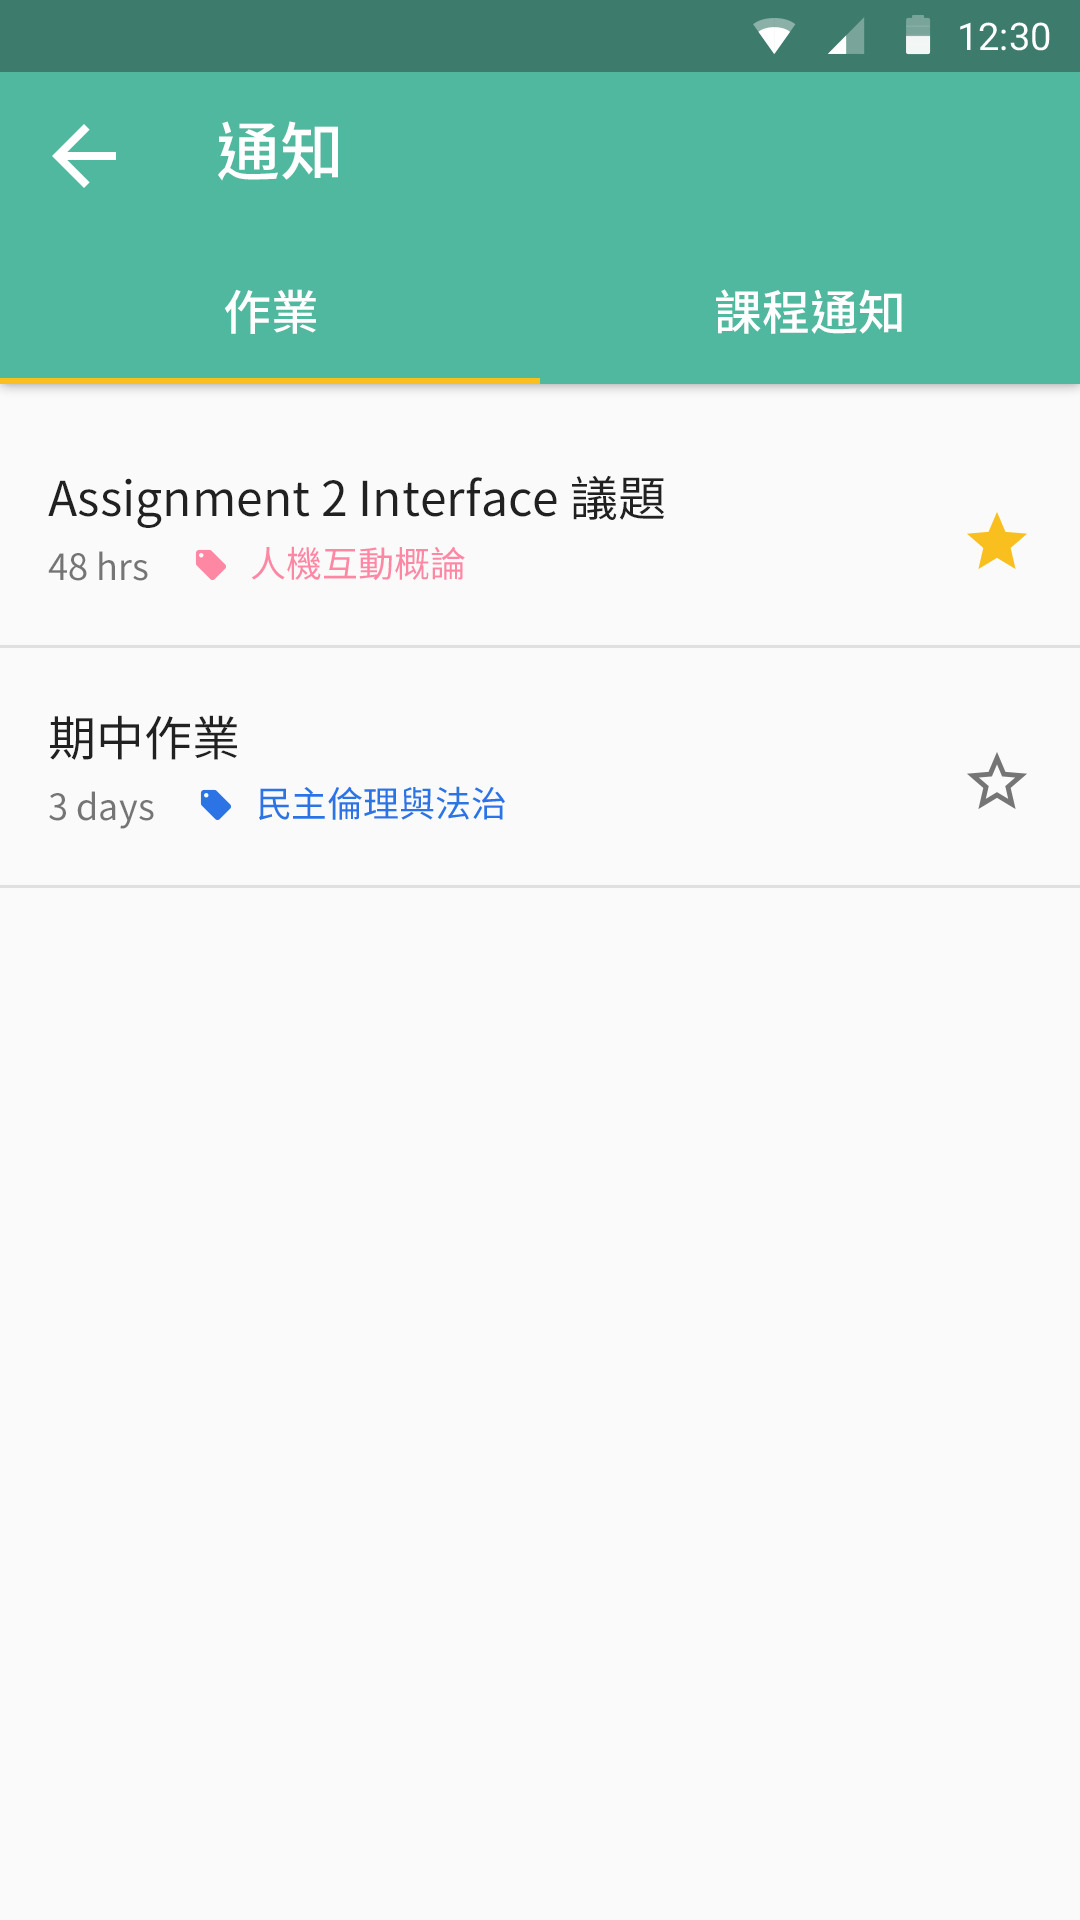 12:30
通知
作業 課程通知
Assignment 2 Interface 議題
48 hrs 人機互動概論
期中作業
3 days 民主倫理與法治